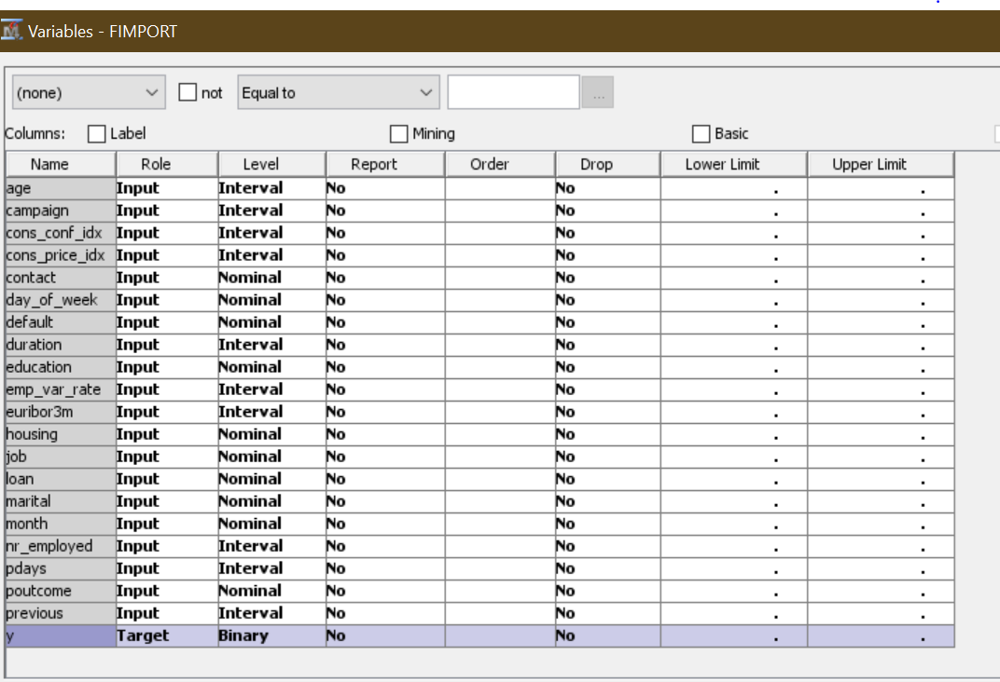 Variables - FIMPORT
(none) not Equal to ...
Columns: Label Mining Basic
Name Role Level Report Order Drop Lower Limit Upper Limit
age Input Interval No No . .
campaign Input Interval No No . .
cons_conf_idx Input Interval No No . .
cons_price_idx Input Interval No No . .
contact Input Nominal No No . .
day_of_week Input Nominal No No . .
default Input Nominal No No . .
duration Input Interval No No . .
education Input Nominal No No . .
emp_var_rate Input Interval No No . .
euribor3m Input Interval No No . .
housing Input Nominal No No . .
job Input Nominal No No . .
loan Input Nominal No No . .
marital Input Nominal No No . .
month Input Nominal No No . .
nr_employed Input Interval No No . .
pdays Input Interval No No . .
poutcome Input Nominal No No . .
previous Input Interval No No . .
y Target Binary No No . .